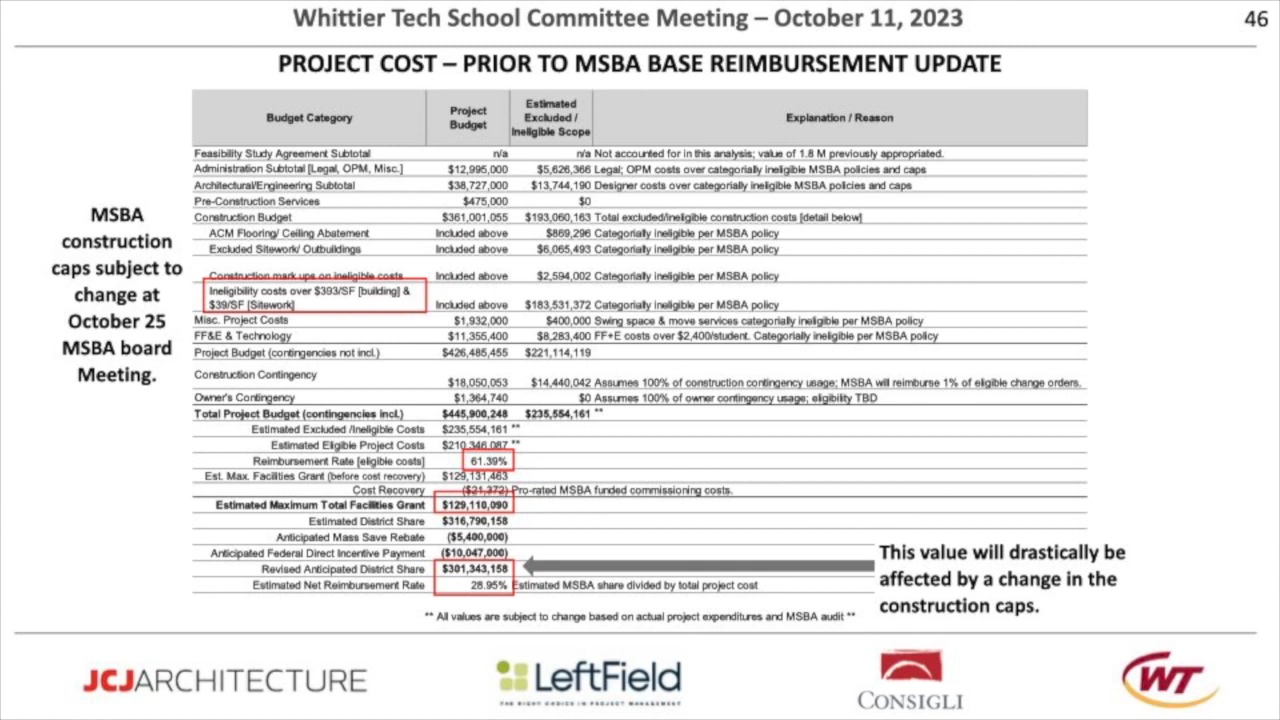 Whittier Tech School Committee Meeting – October 11, 2023
46
PROJECT COST – PRIOR TO MSBA BASE REIMBURSEMENT UPDATE
MSBA
construction
caps subject to
change at
October 25
MSBA board
Meeting.
Budget Category | Project Budget | Estimated Excluded / Ineligible Scope | Explanation / Reason
Feasibility Study Agreement Subtotal n/a n/a Not accounted for in this analysis; value of 1.8 M previously appropriated.
Administration Subtotal [Legal, OPM, Misc.] $12,995,000 $5,626,366 Legal; OPM costs over categorially ineligible MSBA policies and caps
Architectural/Engineering Subtotal $38,727,000 $13,744,190 Designer costs over categorially ineligible MSBA policies and caps
Pre-Construction Services $475,000 $0
Construction Budget $361,001,055 $193,060,163 Total excluded/ineligible construction costs [detail below]
ACM Flooring/ Ceiling Abatement Included above $869,296 Categorially ineligible per MSBA policy
Excluded Sitework/ Outbuildings Included above $6,065,493 Categorially ineligible per MSBA policy
Construction mark ups on ineligible costs Included above $2,594,002 Categorially ineligible per MSBA policy
Ineligibility costs over $393/SF [building] &
$39/SF [Sitework] Included above $183,531,372 Categorially ineligible per MSBA policy
Misc. Project Costs $1,932,000 $400,000 Swing space & move services categorially ineligible per MSBA policy
FF&E & Technology $11,355,400 $8,283,400 FF+E costs over $2,400/student. Categorially ineligible per MSBA policy
Project Budget (contingencies not incl.) $426,485,455 $221,114,119
Construction Contingency $18,050,053 $14,440,042 Assumes 100% of construction contingency usage; MSBA will reimburse 1% of eligible change orders.
Owner's Contingency $1,364,740 $0 Assumes 100% of owner contingency usage; eligibility TBD
Total Project Budget (contingencies incl.) $445,900,248 $235,554,161 **
Estimated Excluded /Ineligible Costs $235,554,161 **
Estimated Eligible Project Costs $210,346,087 **
Reimbursement Rate [eligible costs] 61.39%
Est. Max. Facilities Grant (before cost recovery) $129,131,463
Cost Recovery ($21,372) Pro-rated MSBA funded commissioning costs.
Estimated Maximum Total Facilities Grant $129,110,090
Estimated District Share $316,790,158
Anticipated Mass Save Rebate ($5,400,000)
Anticipated Federal Direct Incentive Payment ($10,047,000)
Revised Anticipated District Share $301,343,158
Estimated Net Reimbursement Rate 28.95% Estimated MSBA share divided by total project cost
This value will drastically be
affected by a change in the
construction caps.
** All values are subject to change based on actual project expenditures and MSBA audit **
JCJARCHITECTURE
LeftField
THE RIGHT CHOICE IN PROJECT MANAGEMENT
CONSIGLI
WT